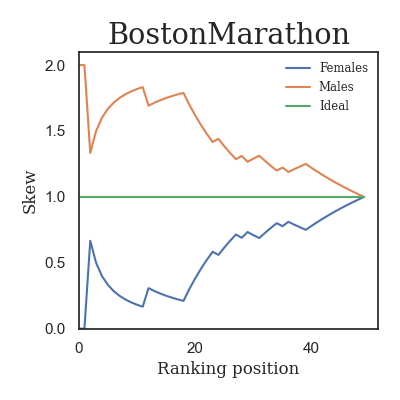 BostonMarathon
Females
Males
Ideal
2.0
1.5
1.0
0.5
0.0
Skew
0 20 40
Ranking position